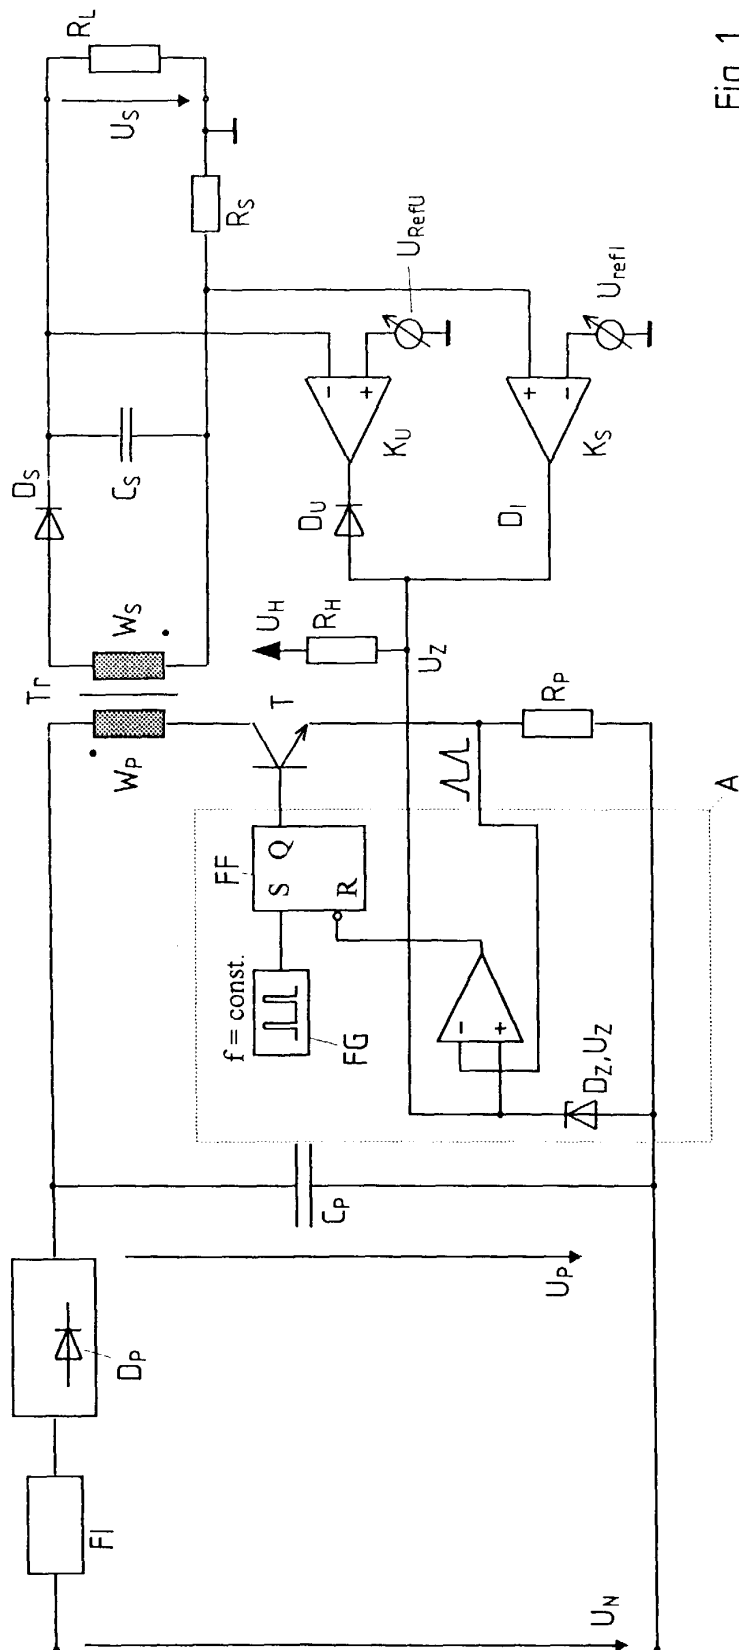 U_N
FI
D_P
U_P
C_P
f = const.
FG
FF
S Q
R
-
+
D_Z,U_Z
A
W_P
Tr
W_S
T
R_P
U_H
R_H
U_Z
D_S
C_S
D_U
D_I
K_U
-
+
K_S
+
-
U_RefU
U_refI
R_S
U_S
R_L
Fig. 1